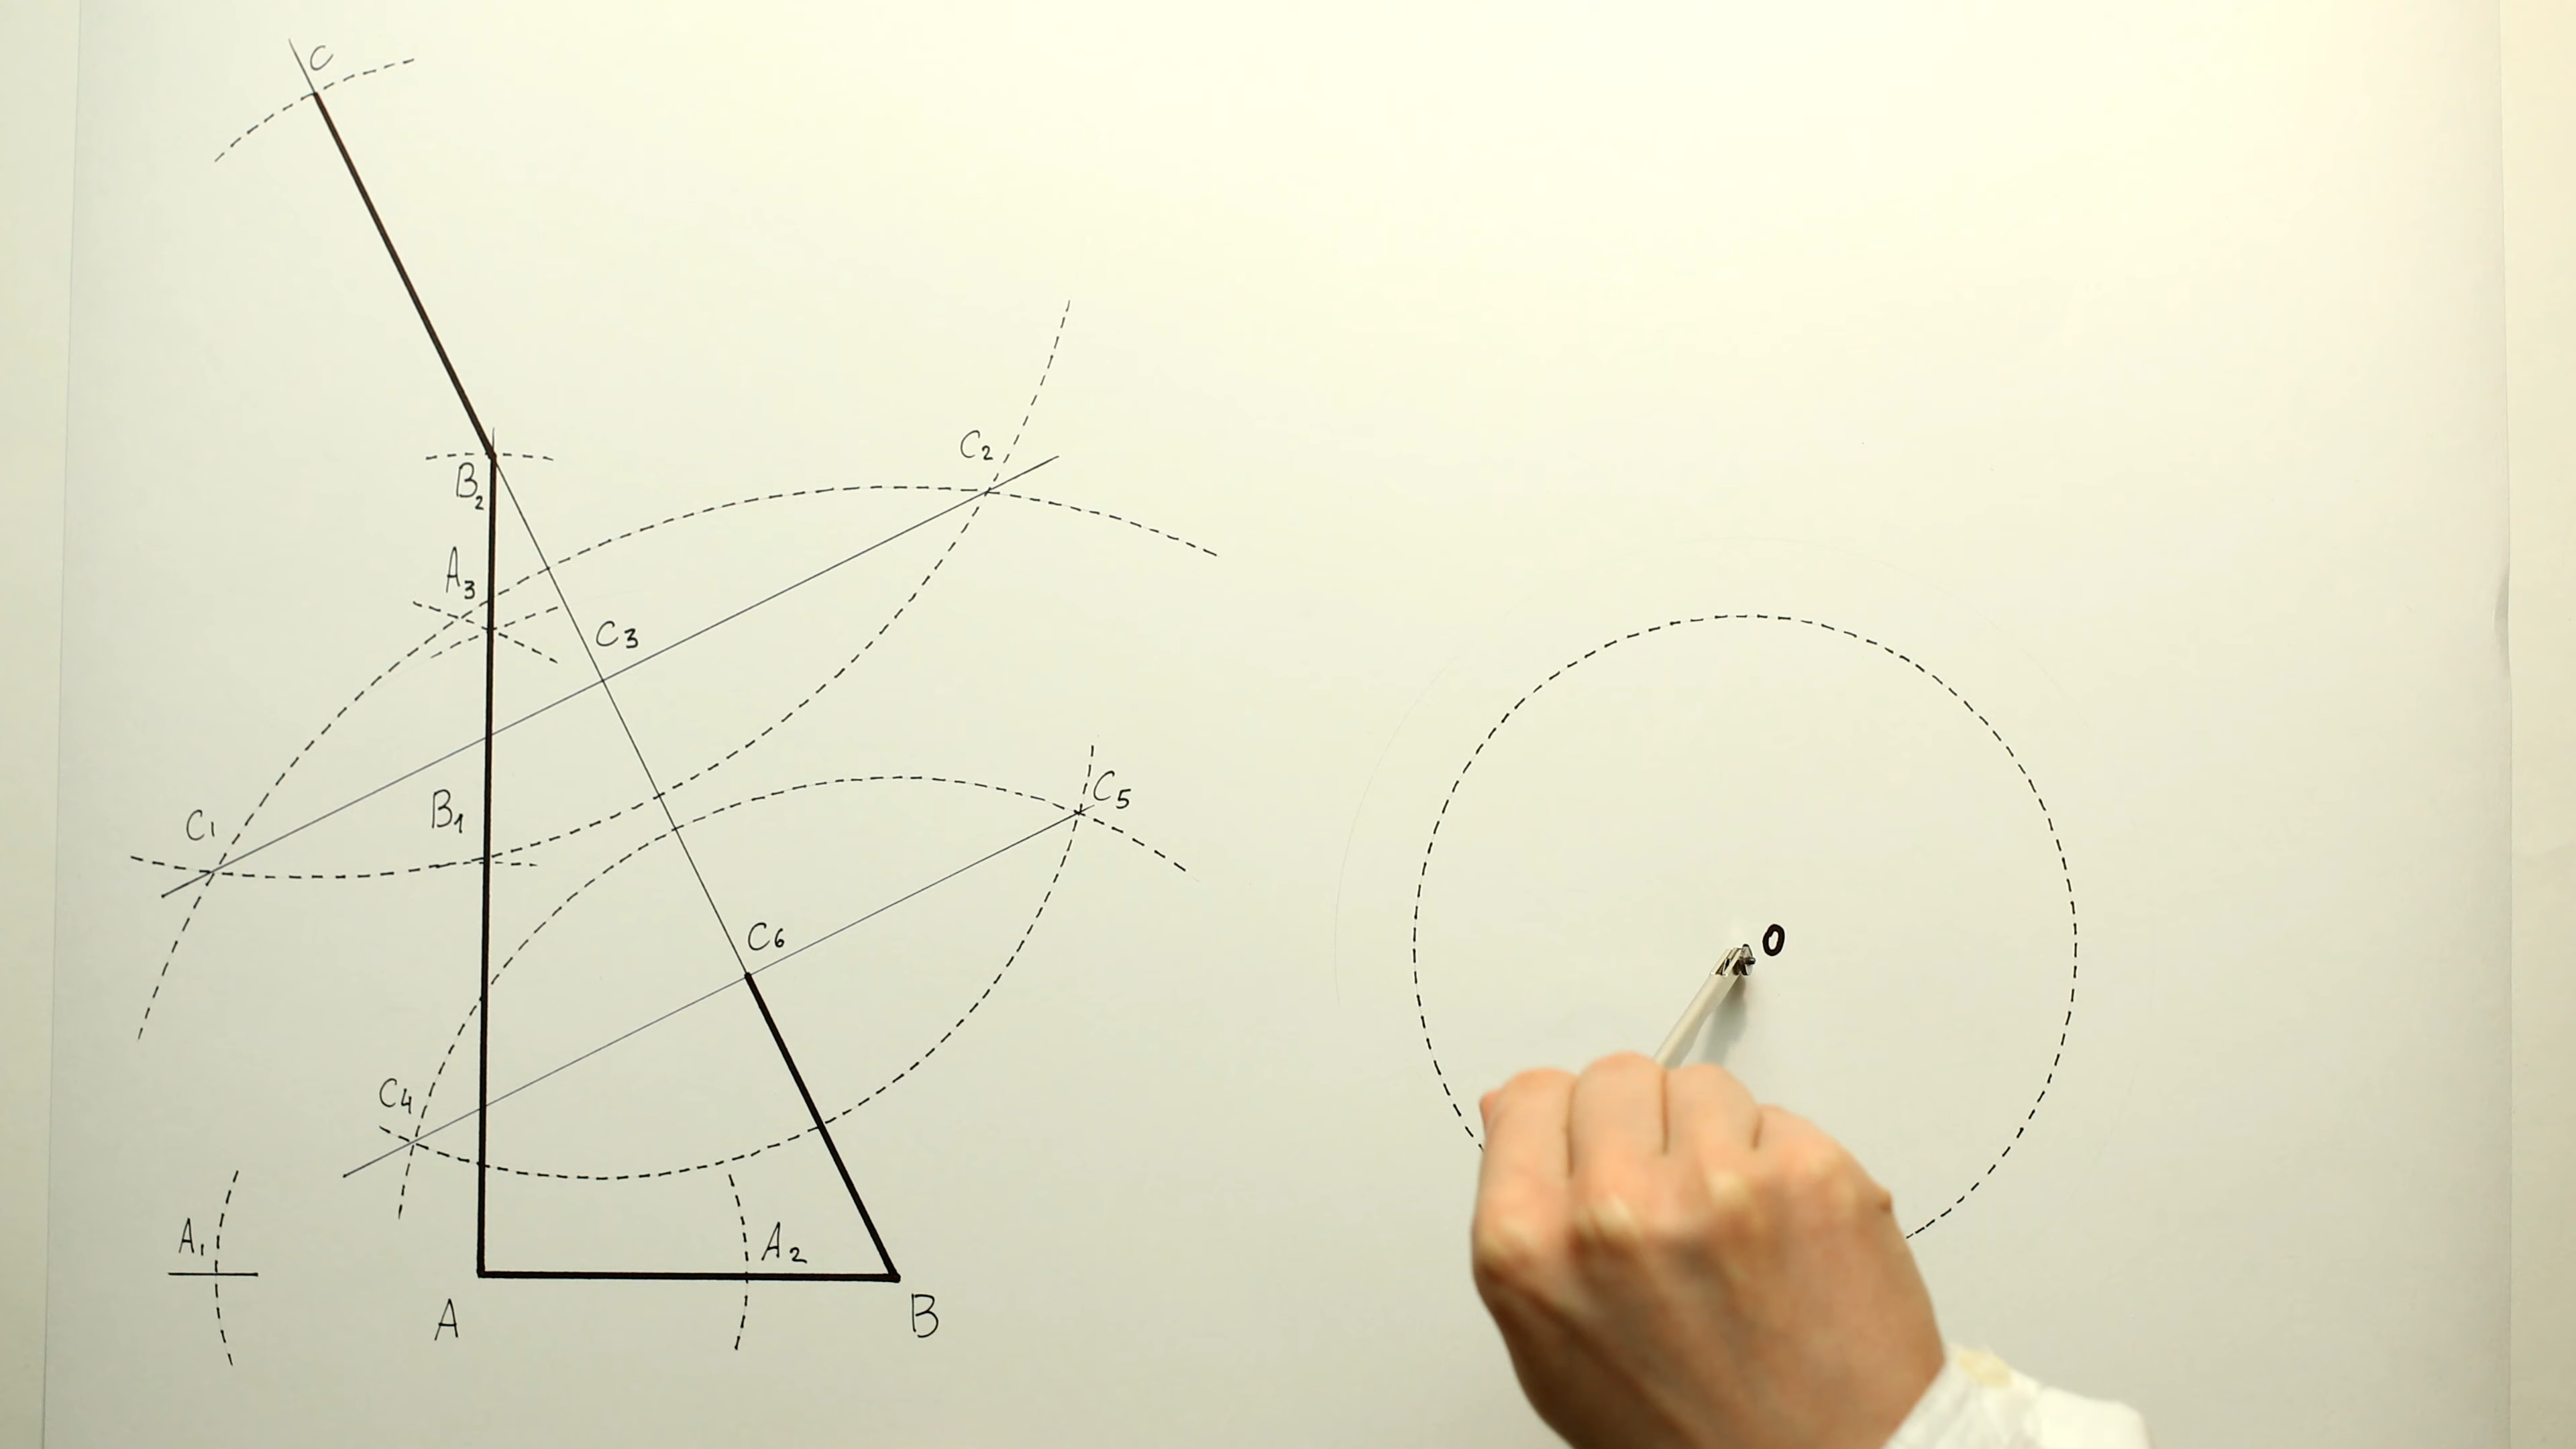 C
C₂
B₂
A₃
C₃
C₅
B₁
C₁
C₆
O
C₄
A₁
A₂
A
B